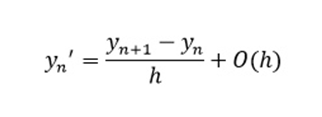 yₙ′ = (yₙ₊₁ − yₙ) / h + O(h)